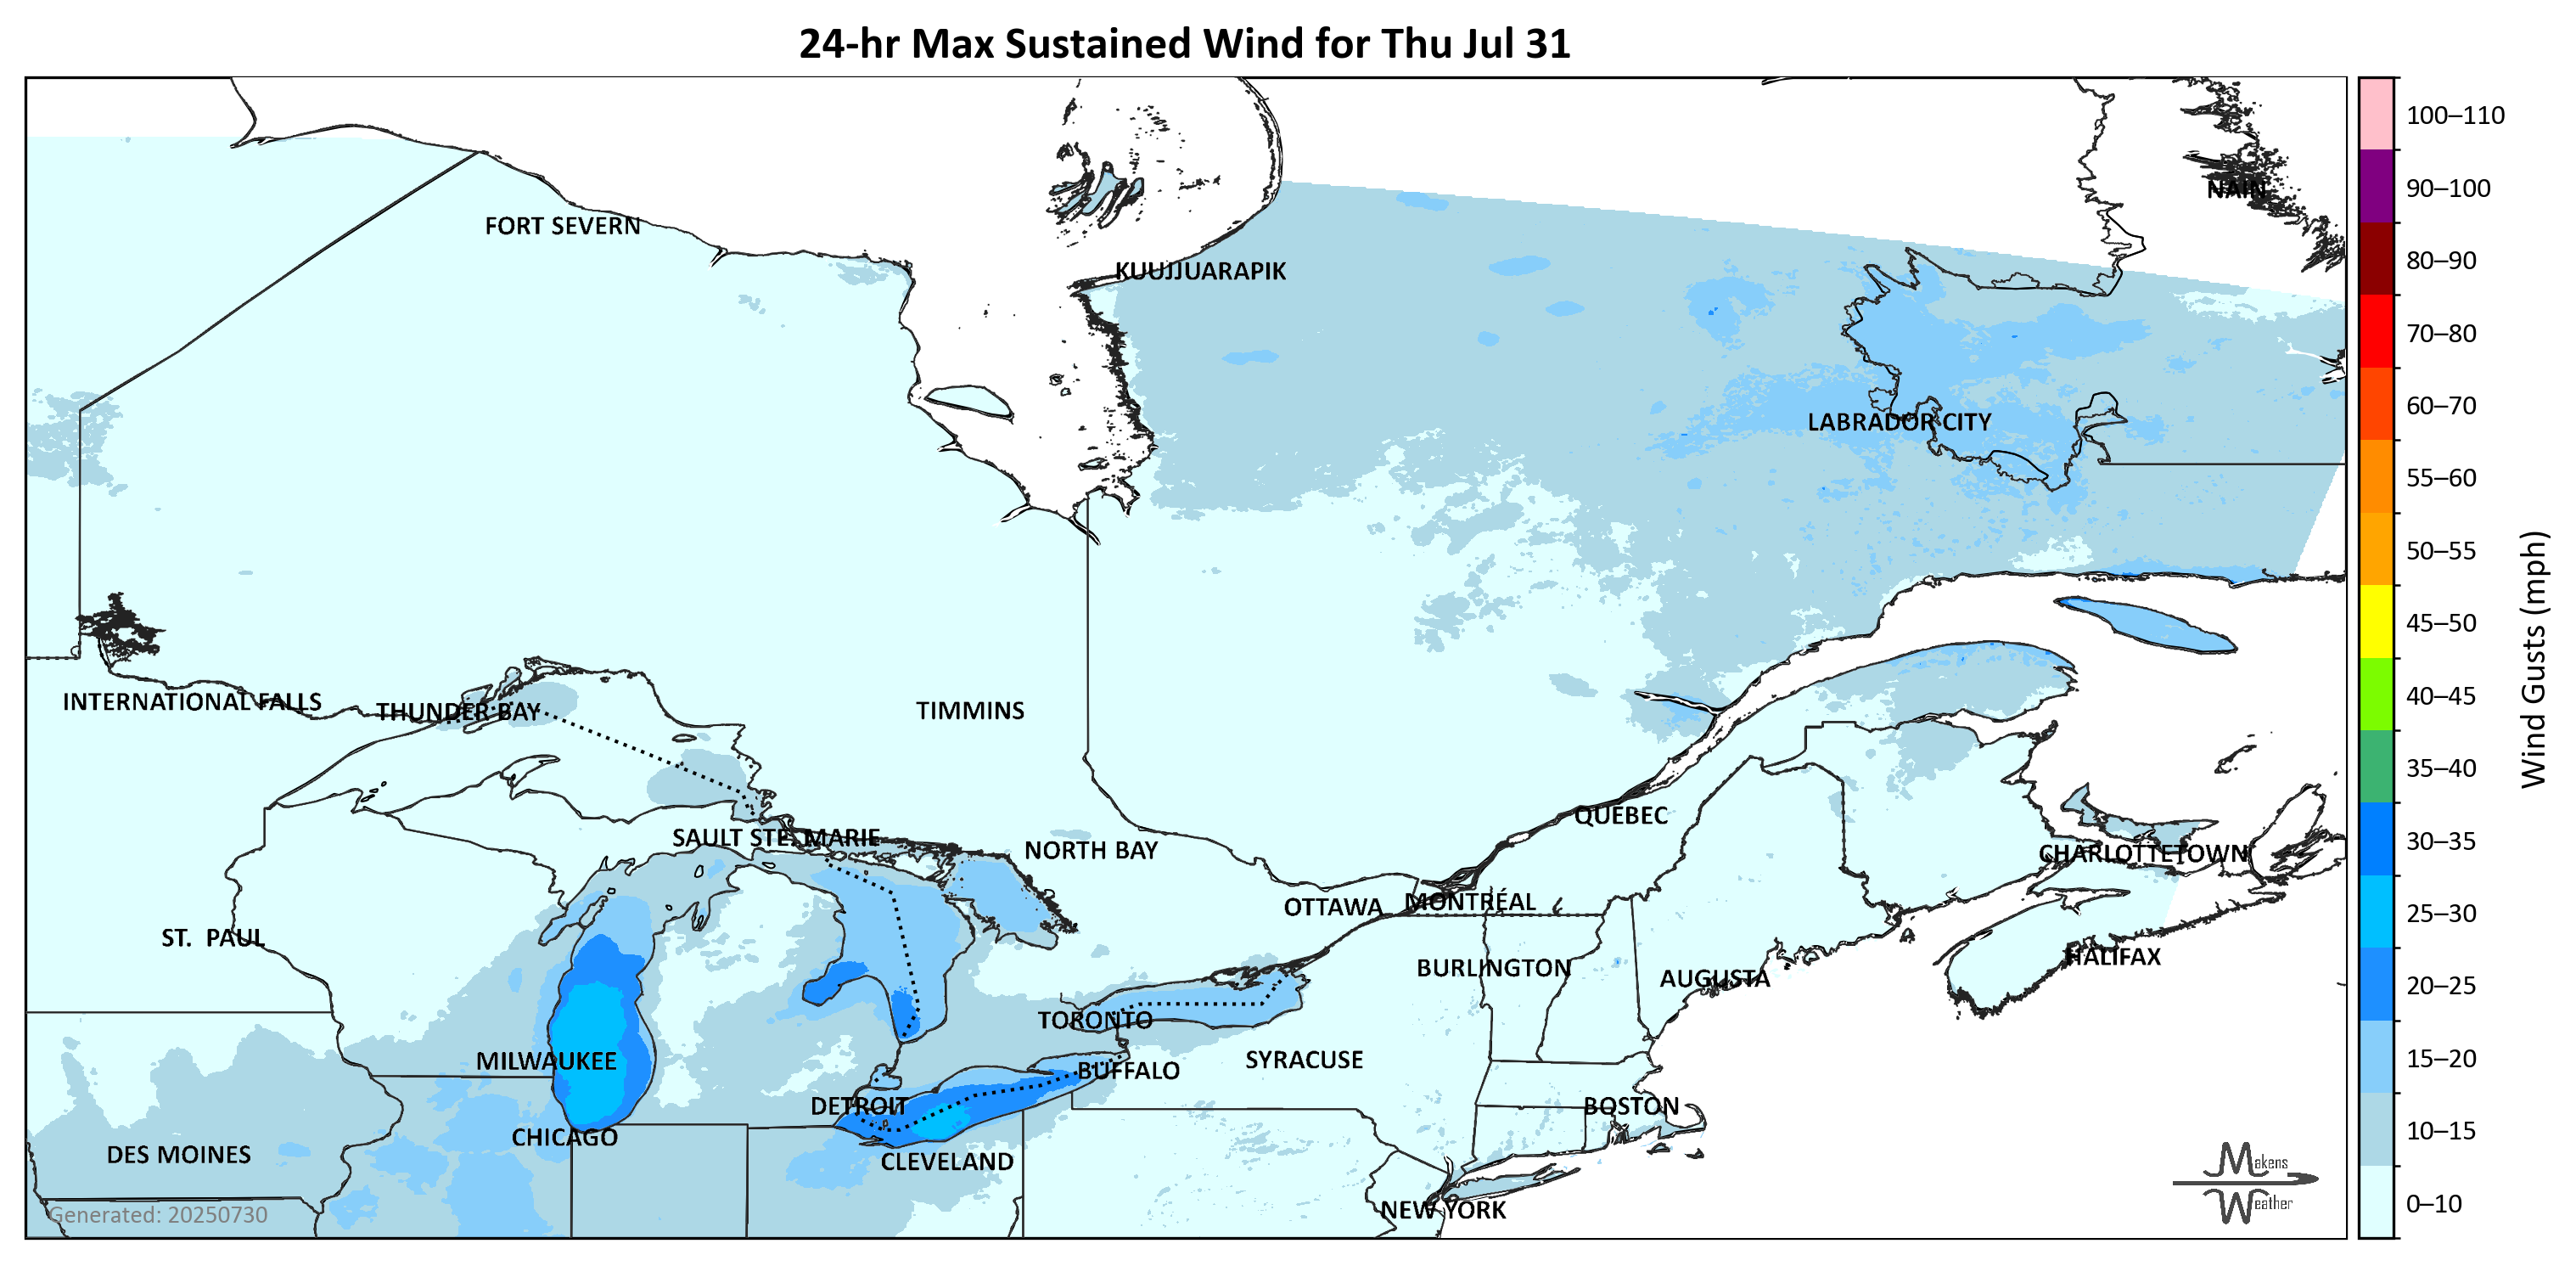 24-hr Max Sustained Wind for Thu Jul 31
100–110
90–100
NAIN
FORT SEVERN
80–90
KUUJJUARAPIK
70–80
60–70
LABRADOR CITY
55–60
50–55
45–50
Wind Gusts (mph)
INTERNATIONAL FALLS
THUNDER BAY
TIMMINS
40–45
35–40
QUÉBEC
SAULT STE. MARIE
NORTH BAY
CHARLOTTETOWN
30–35
OTTAWA
MONTRÉAL
25–30
ST. PAUL
BURLINGTON
AUGUSTA
HALIFAX
20–25
TORONTO
MILWAUKEE
BUFFALO
SYRACUSE
15–20
DETROIT
BOSTON
CHICAGO
10–15
DES MOINES
CLEVELAND
Makens
Weather
NEW YORK
0–10
Generated: 20250730